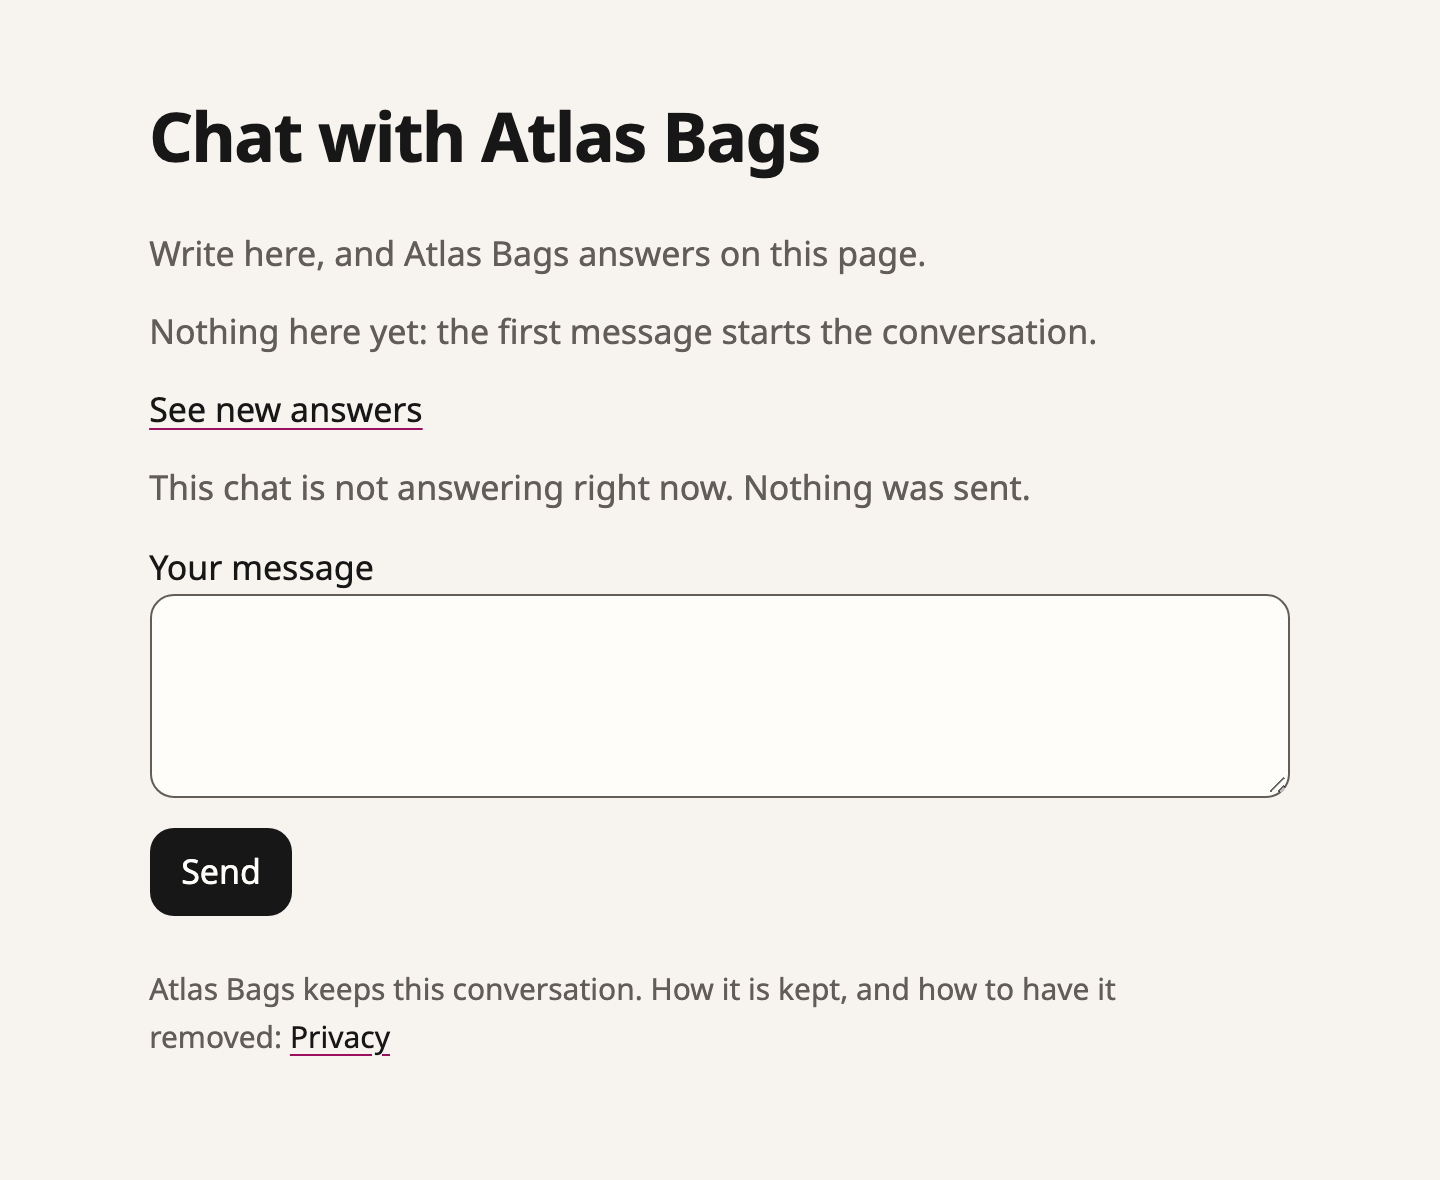 Chat with Atlas Bags
Write here, and Atlas Bags answers on this page.
Nothing here yet: the first message starts the conversation.
See new answers
This chat is not answering right now. Nothing was sent.
Your message
Send
Atlas Bags keeps this conversation. How it is kept, and how to have it
removed: Privacy